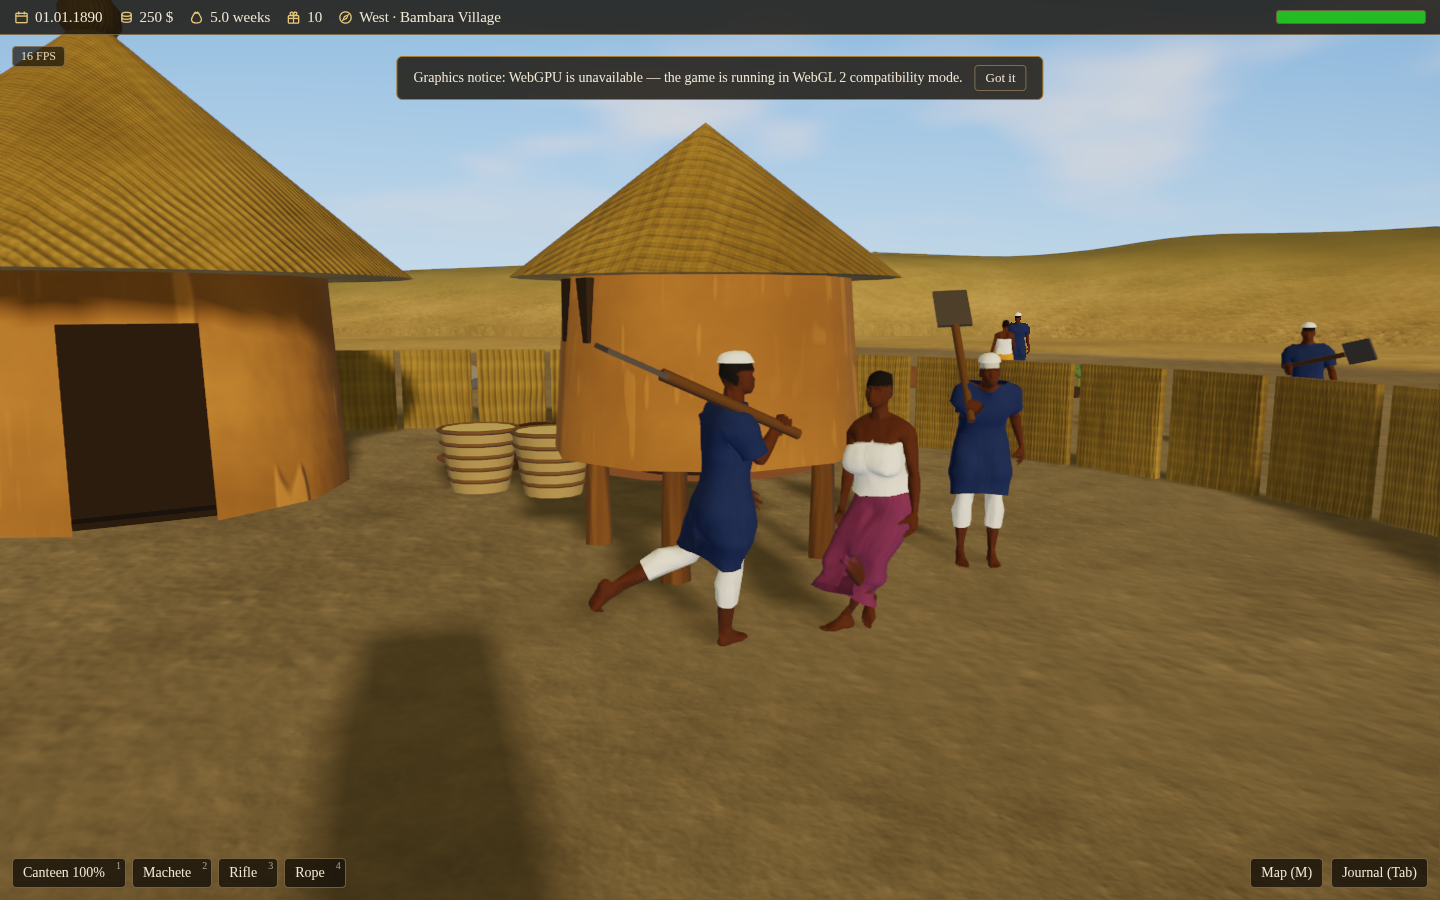 01.01.1890 250 $ 5.0 weeks 10 West · Bambara Village
16 FPS
Graphics notice: WebGPU is unavailable — the game is running in WebGL 2 compatibility mode. Got it
Canteen 100% 1 Machete 2 Rifle 3 Rope 4 Map (M) Journal (Tab)